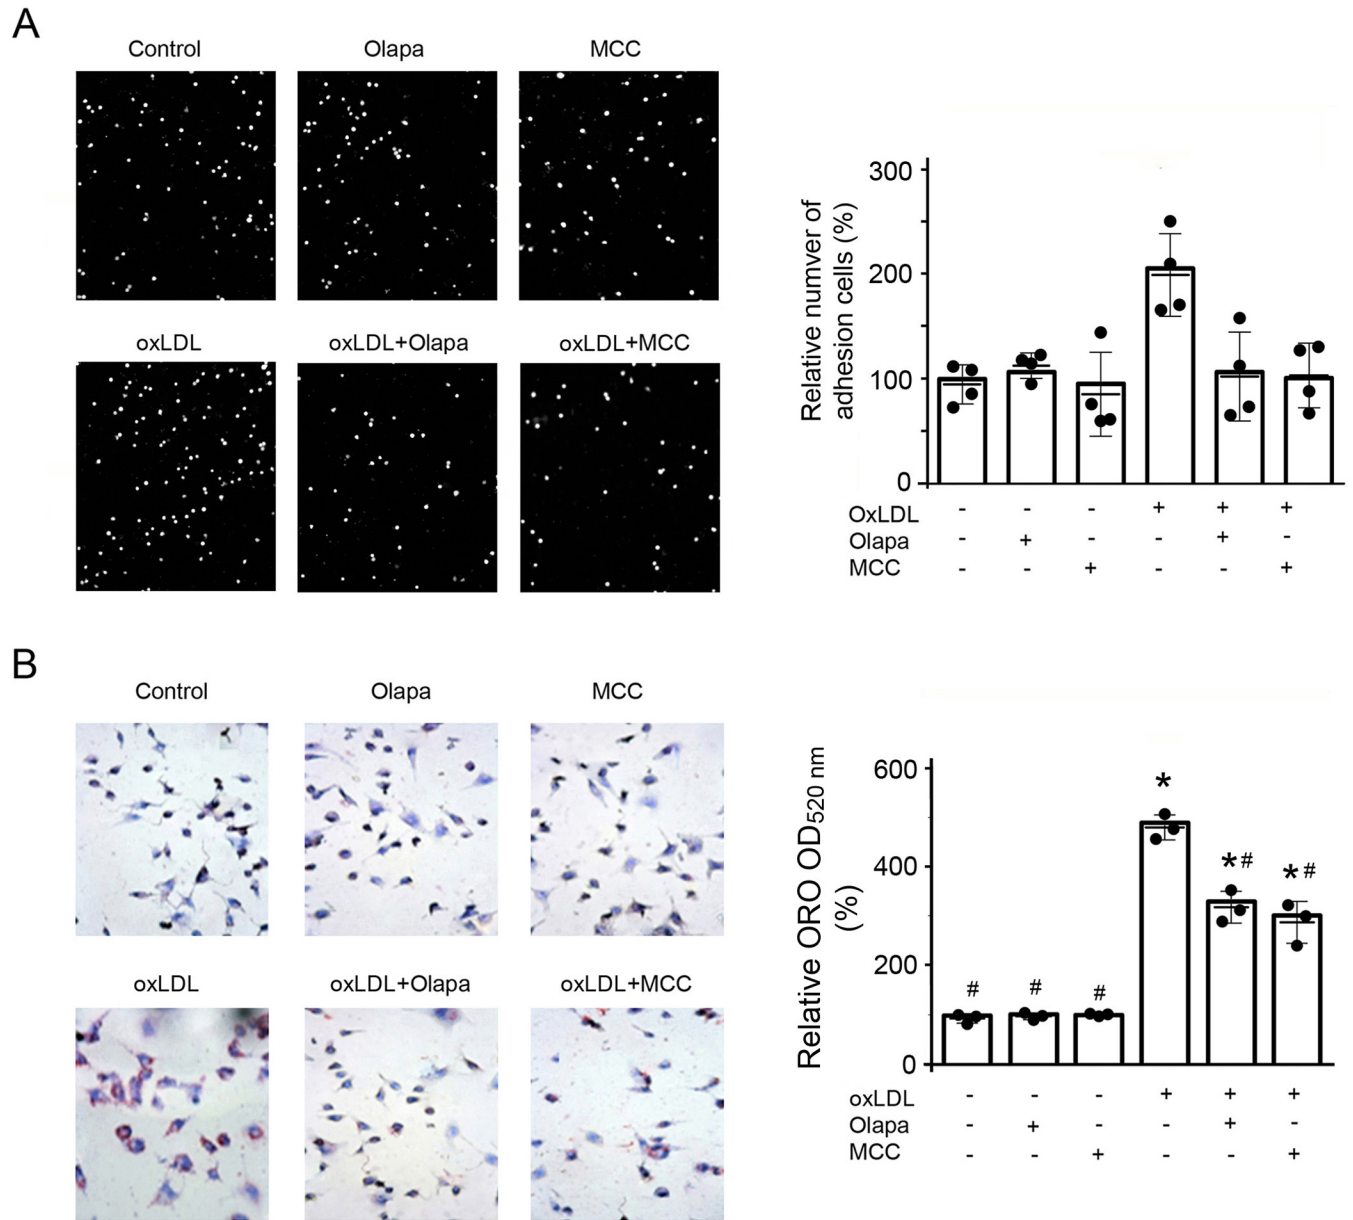 A
Control
Olapa
MCC
oxLDL
oxLDL+Olapa
oxLDL+MCC
Relative numver of
adhesion cells (%)
300
200
100
0
OxLDL - - - + + +
Olapa - + - - + -
MCC - - + - - +
B
Control
Olapa
MCC
oxLDL
oxLDL+Olapa
oxLDL+MCC
Relative ORO OD520 nm
(%)
600
400
200
0
*
*#
*#
#
#
#
oxLDL - - - + + +
Olapa - + - - + -
MCC - - + - - +